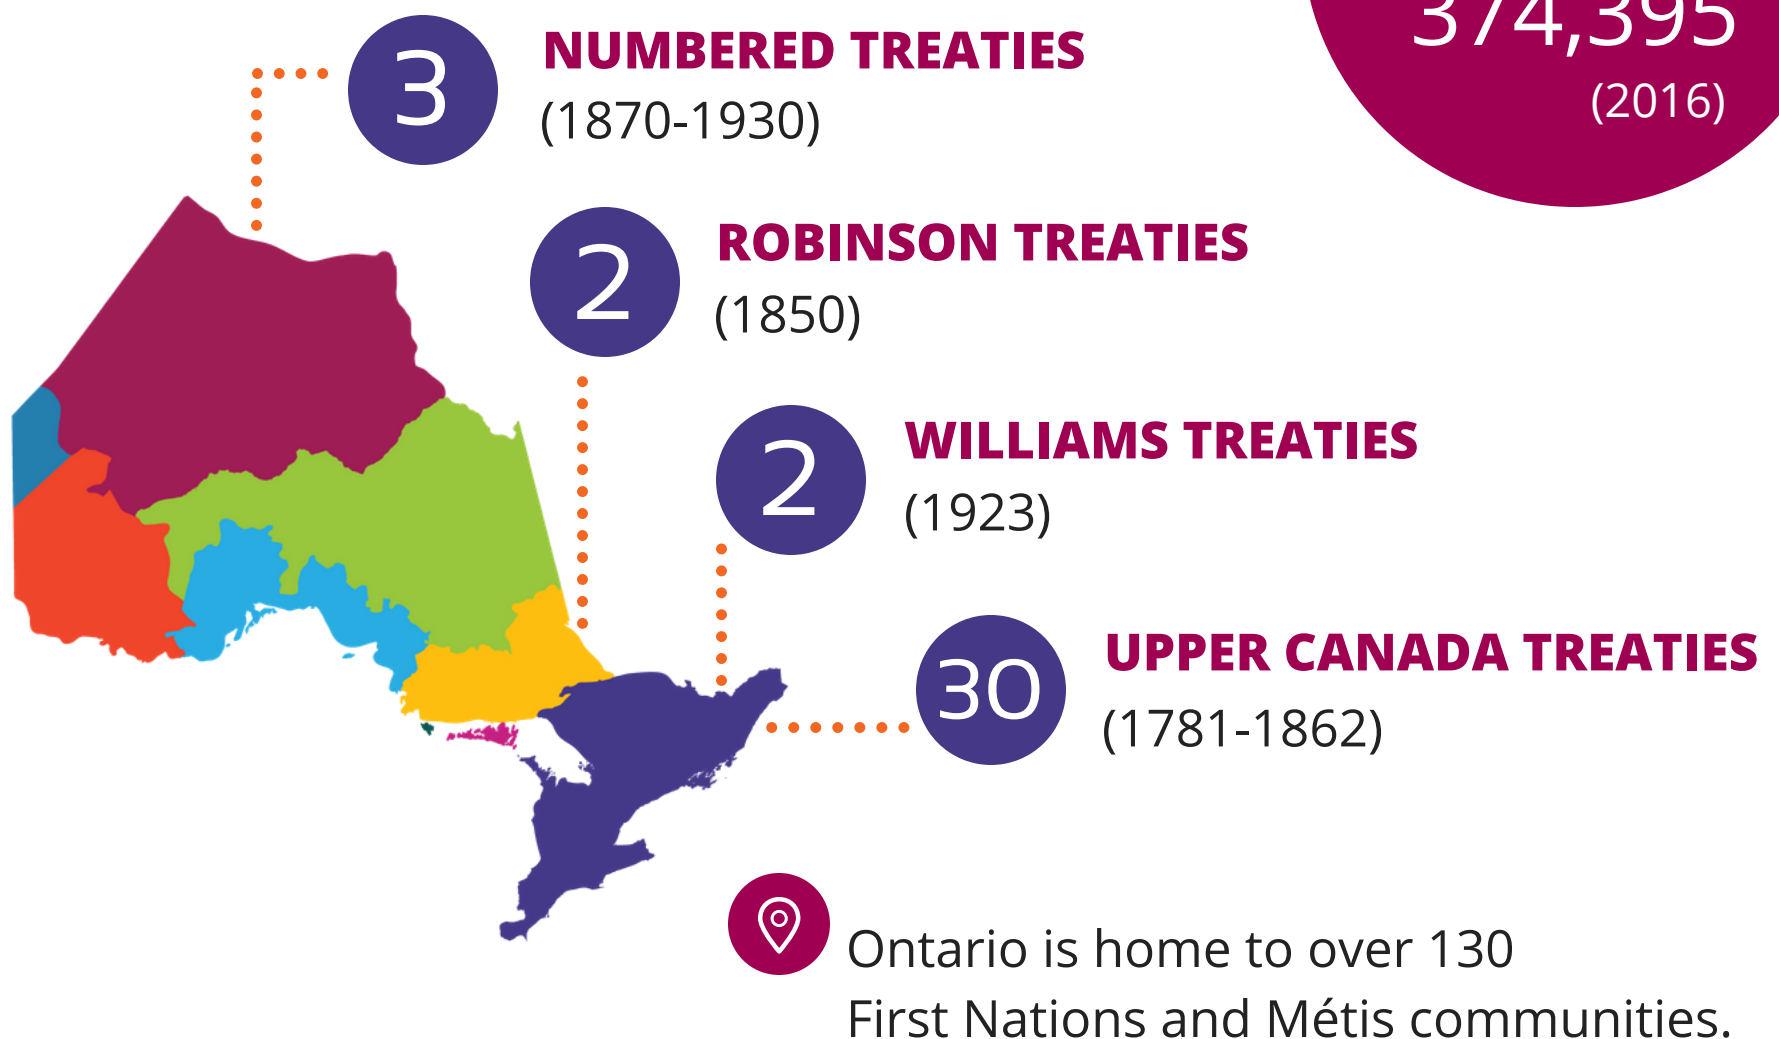 374,395
(2016)
3
NUMBERED TREATIES
(1870-1930)
2
ROBINSON TREATIES
(1850)
2
WILLIAMS TREATIES
(1923)
30
UPPER CANADA TREATIES
(1781-1862)
Ontario is home to over 130
First Nations and Métis communities.